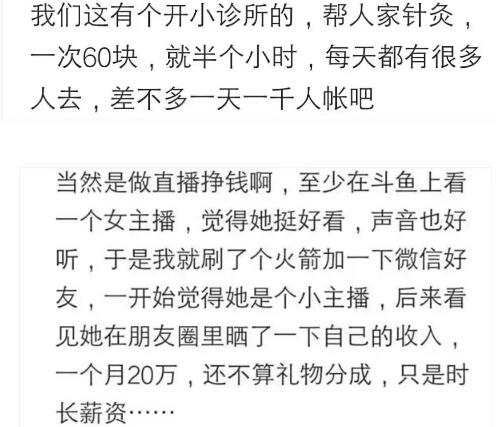 我们这有个开小诊所的，帮人家针灸，
一次60块，就半个小时，每天都有很多
人去，差不多一天一千人帐吧
当然是做直播挣钱啊，至少在斗鱼上看
一个女主播，觉得她挺好看，声音也好
听，于是我就刷了个火箭加一下微信好
友，一开始觉得她是个小主播，后来看
见她在朋友圈里晒了一下自己的收入，
一个月20万，还不算礼物分成，只是时
长薪资……